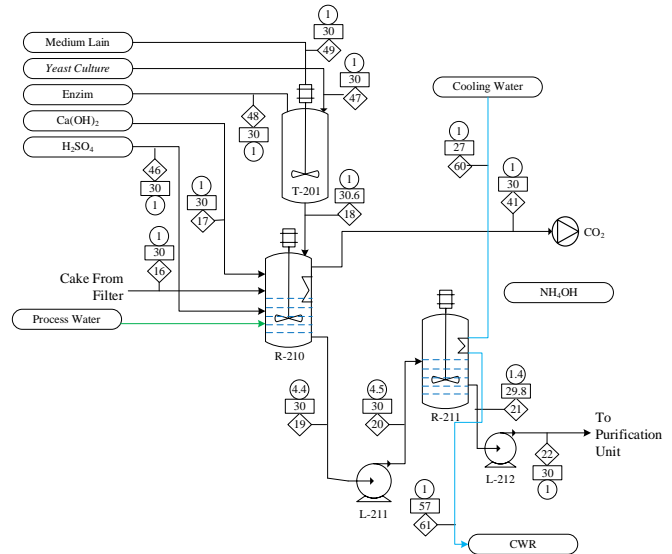 1
30
49
Medium Lain
Yeast Culture
Enzim
Ca(OH)₂
H₂SO₄
1
30
47
48
30
1
46
30
1
T-201
Cooling Water
1
27
60
1
30
41
CO₂
1
30
17
1
30.6
18
1
30
16
Cake From
Filter
Process Water
R-210
NH₄OH
R-211
4.4
30
19
4.5
30
20
1.4
29.8
21
To
Purification
Unit
22
30
1
L-211
L-212
1
57
61
CWR